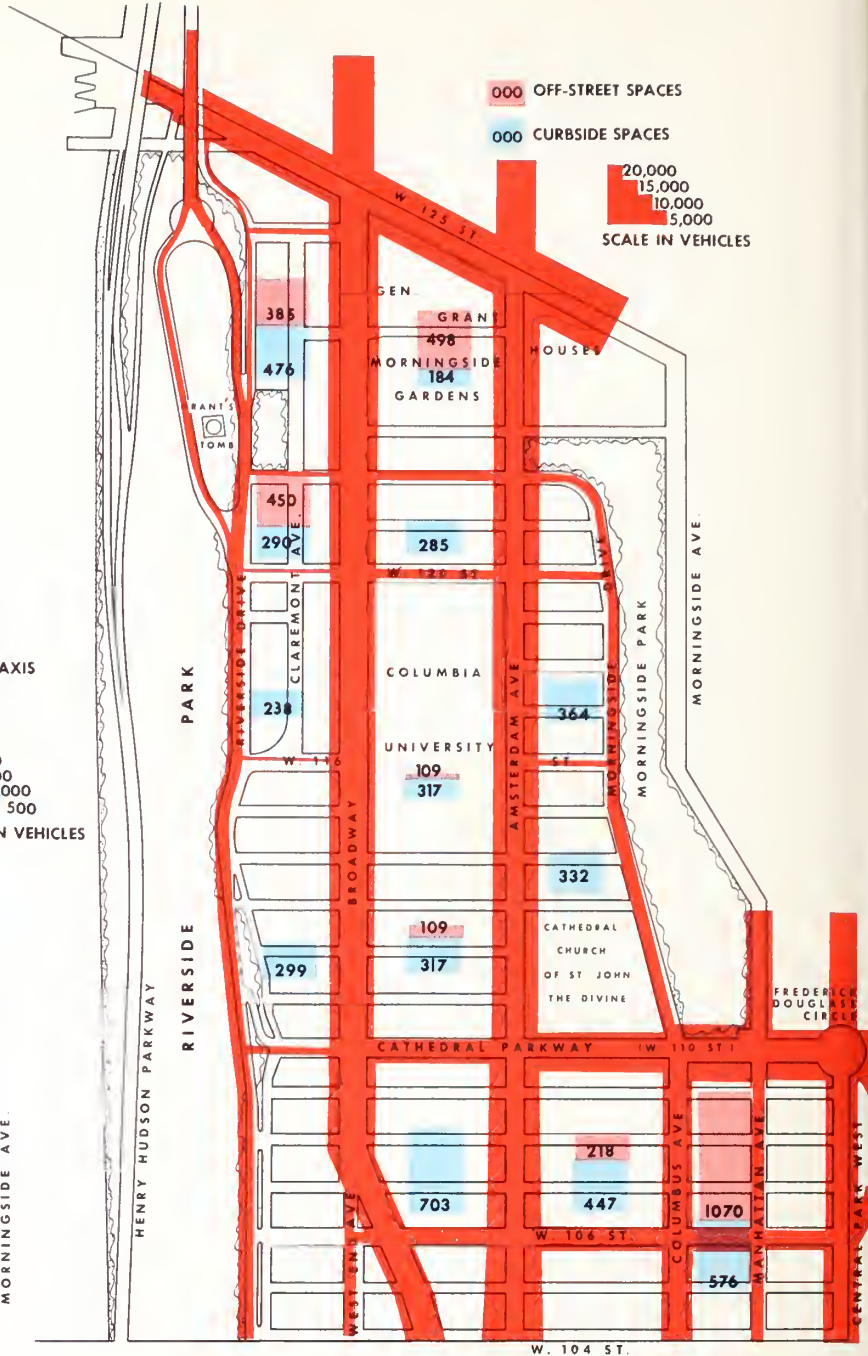 000 OFF-STREET SPACES
000 CURBSIDE SPACES
20,000
15,000
10,000
5,000
SCALE IN VEHICLES
W. 125 ST.
GEN. GRANT HOUSES
385
476
498
MORNINGSIDE
184
GARDENS
GRANT'S
TOMB
450
290
285
W. 120 ST
CLAREMONT AVE.
RIVERSIDE DRIVE
MORNINGSIDE DRIVE
MORNINGSIDE PARK
MORNINGSIDE AVE.
AXIS
000
500
N VEHICLES
COLUMBIA
UNIVERSITY
238
364
W. 116 ST.
109
317
AMSTERDAM AVE
BROADWAY
332
RIVERSIDE PARK
109
317
299
CATHEDRAL
CHURCH
OF ST JOHN
THE DIVINE
FREDERICK
DOUGLASS
CIRCLE
CATHEDRAL PARKWAY (W. 110 ST)
HENRY HUDSON PARKWAY
MORNINGSIDE AVE.
703
218
447
1070
576
WEST END AVE
COLUMBUS AVE
MANHATTAN AVE
CENTRAL PARK WEST
W. 106 ST.
W. 104 ST.